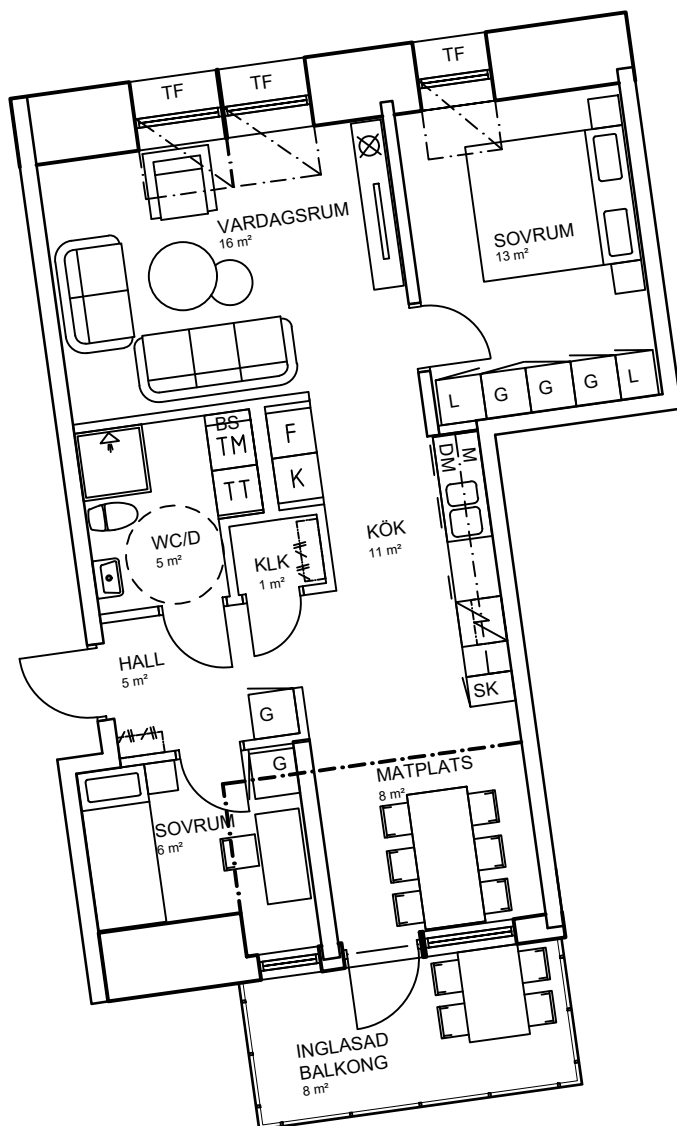 TF
TF
TF
VARDAGSRUM
16 m²
SOVRUM
13 m²
L
G
G
G
L
BS
TM
F
TT
K
M
DM
WC/D
5 m²
KLK
1 m²
KÖK
11 m²
HALL
5 m²
SK
G
G
MATPLATS
8 m²
SOVRUM
6 m²
INGLASAD
BALKONG
8 m²